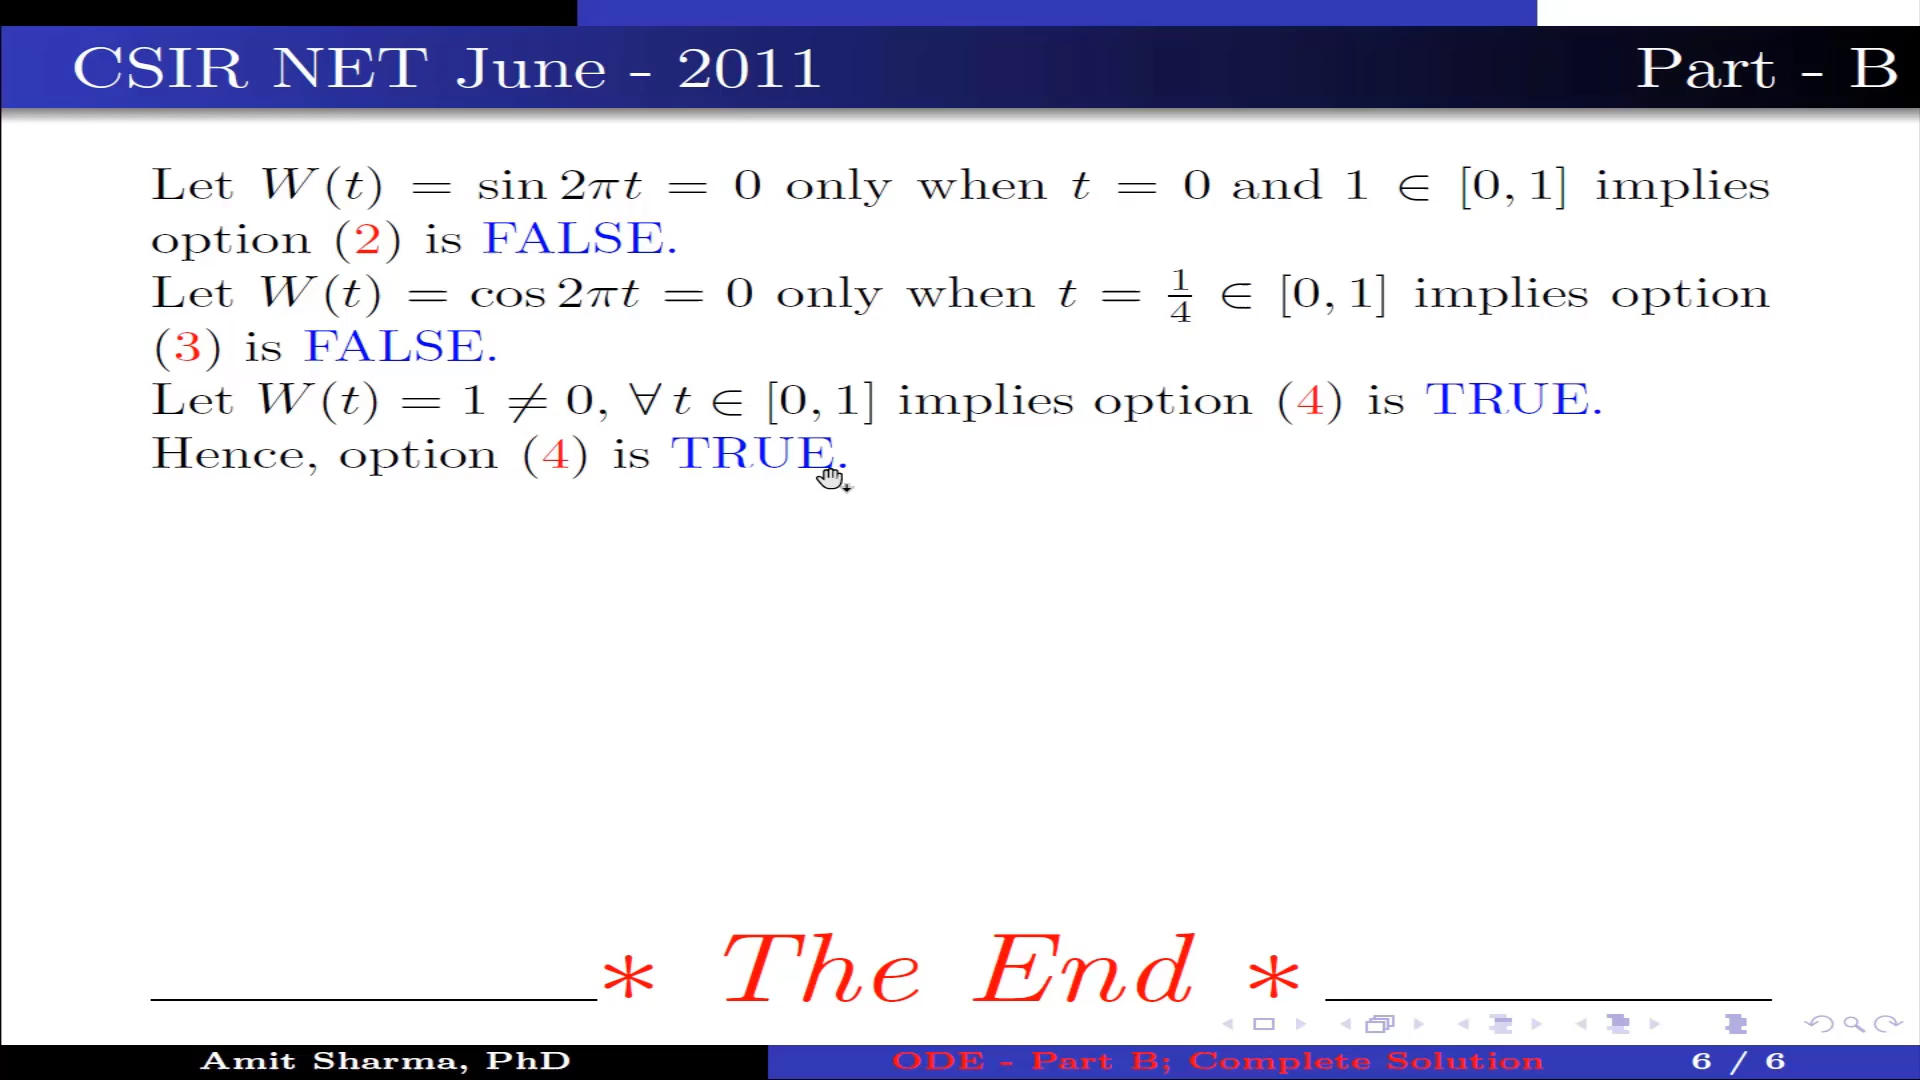 CSIR NET June - 2011 Part - B
Let W(t) = sin 2πt = 0 only when t = 0 and 1 ∈ [0, 1] implies
option (2) is FALSE.
Let W(t) = cos 2πt = 0 only when t = 1/4 ∈ [0, 1] implies option
(3) is FALSE.
Let W(t) = 1 ≠ 0, ∀ t ∈ [0, 1] implies option (4) is TRUE.
Hence, option (4) is TRUE.
* The End *
Amit Sharma, PhD ODE - Part B; Complete Solution 6 / 6